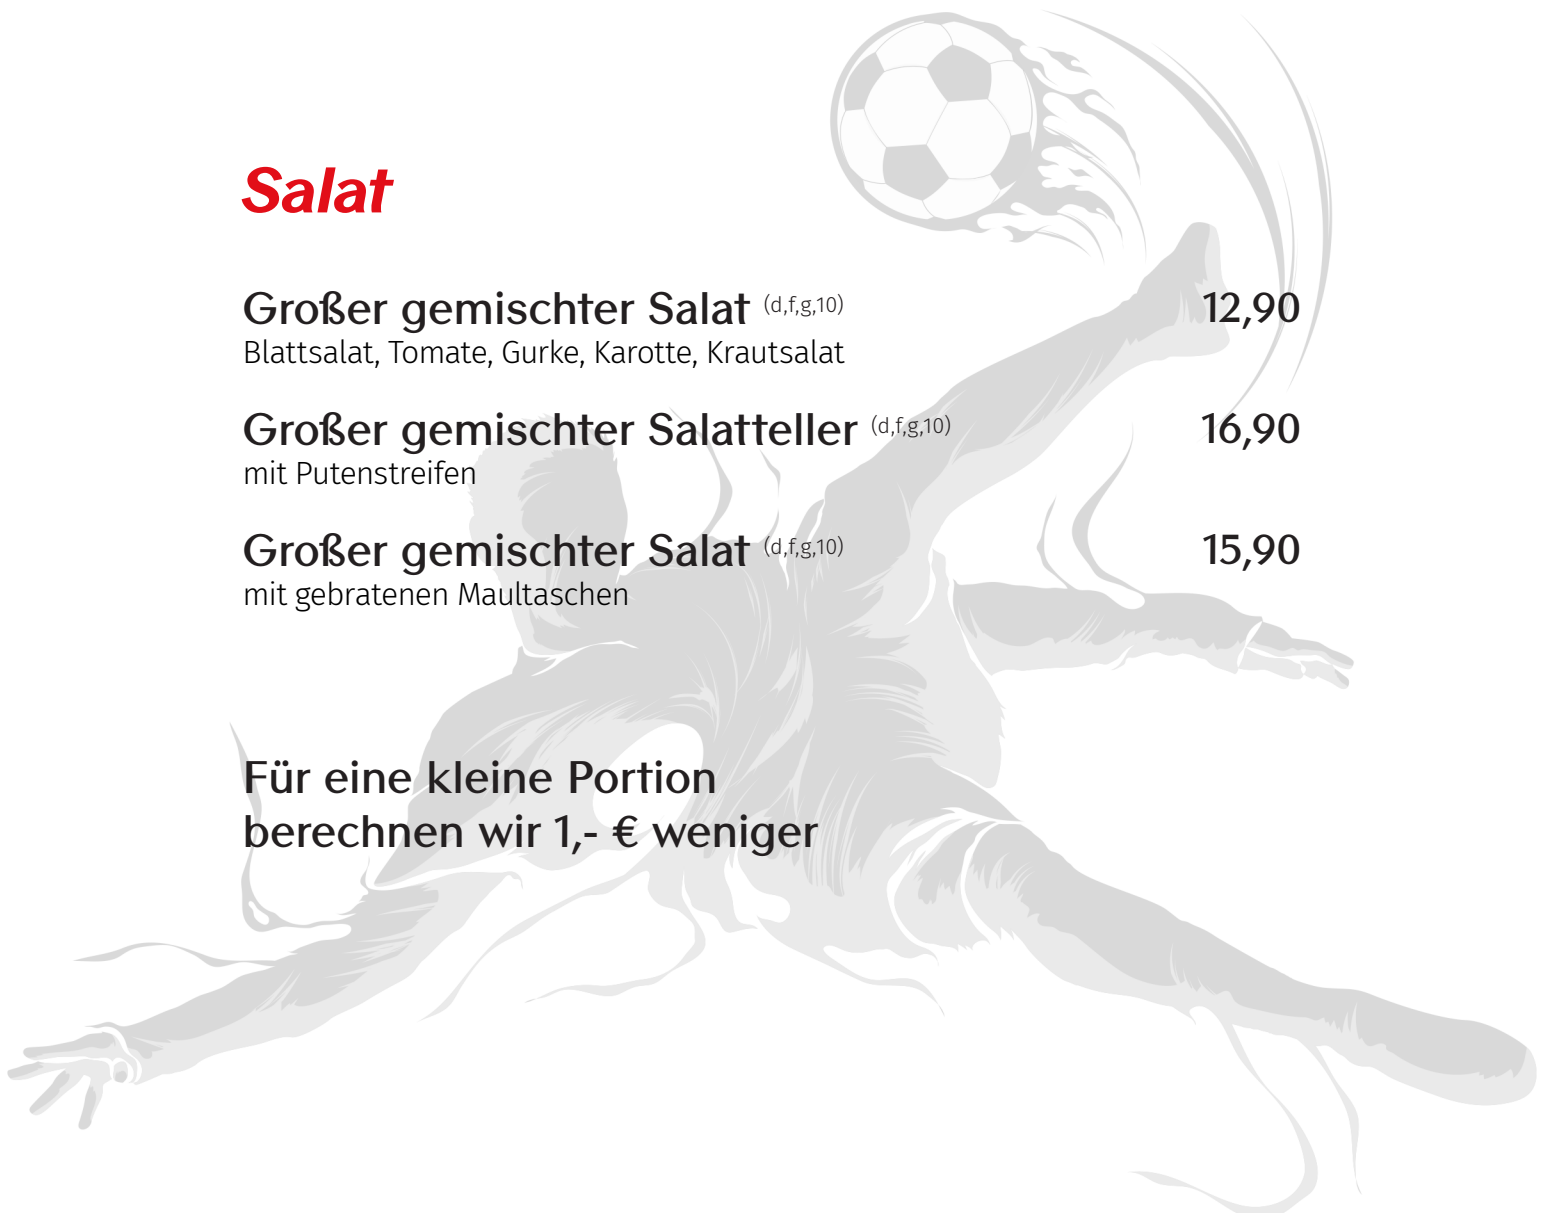 Salat
Großer gemischter Salat (d,f,g,10) 12,90
Blattsalat, Tomate, Gurke, Karotte, Krautsalat
Großer gemischter Salatteller (d,f,g,10) 16,90
mit Putenstreifen
Großer gemischter Salat (d,f,g,10) 15,90
mit gebratenen Maultaschen
Für eine kleine Portion
berechnen wir 1,- € weniger